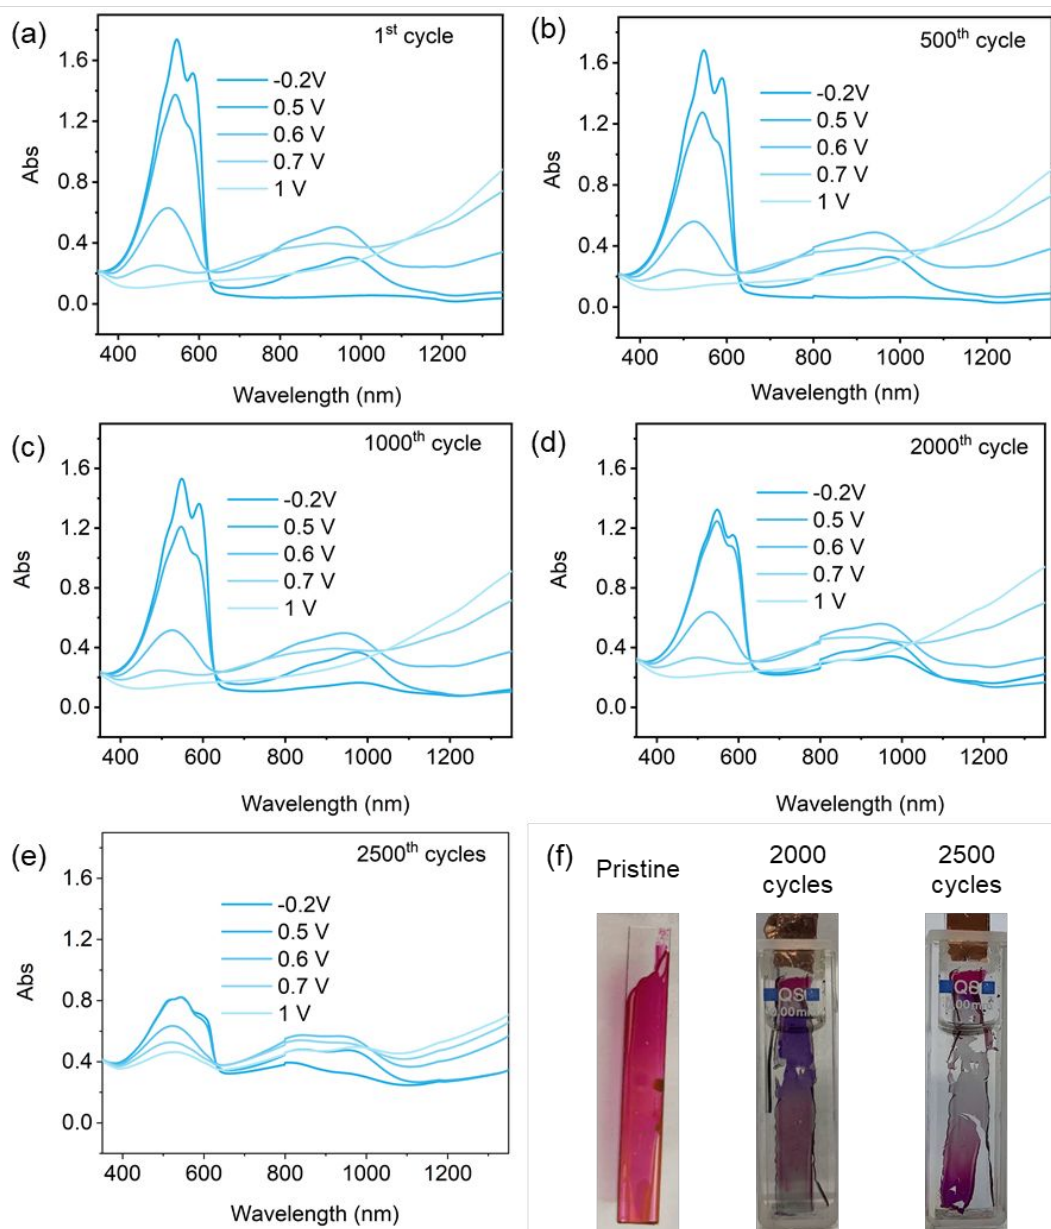 (a)
1st cycle
-0.2V
0.5 V
0.6 V
0.7 V
1 V
Abs
1.6
1.2
0.8
0.4
0.0
400 600 800 1000 1200
Wavelength (nm)
(b)
500th cycle
-0.2V
0.5 V
0.6 V
0.7 V
1 V
Abs
1.6
1.2
0.8
0.4
0.0
400 600 800 1000 1200
Wavelength (nm)
(c)
1000th cycle
-0.2V
0.5 V
0.6 V
0.7 V
1 V
Abs
1.6
1.2
0.8
0.4
0.0
400 600 800 1000 1200
Wavelength (nm)
(d)
2000th cycle
-0.2V
0.5 V
0.6 V
0.7 V
1 V
Abs
1.6
1.2
0.8
0.4
0.0
400 600 800 1000 1200
Wavelength (nm)
(e)
2500th cycles
-0.2V
0.5 V
0.6 V
0.7 V
1 V
Abs
1.6
1.2
0.8
0.4
0.0
400 600 800 1000 1200
Wavelength (nm)
(f)
Pristine
2000
cycles
2500
cycles
QS